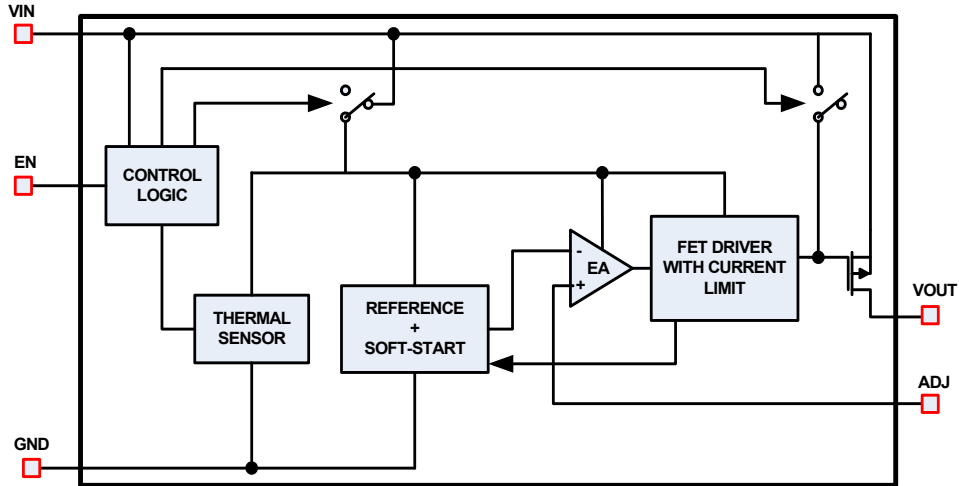 VIN
EN
CONTROL
LOGIC
-
EA
+
FET DRIVER
WITH CURRENT
LIMIT
THERMAL
SENSOR
REFERENCE
+
SOFT-START
VOUT
ADJ
GND